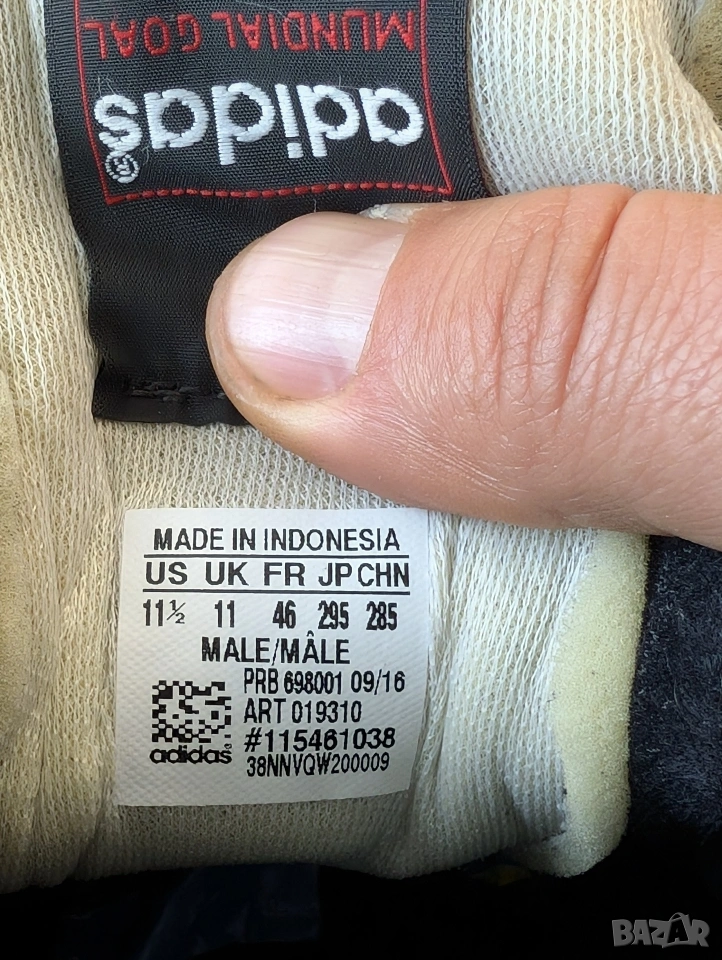 MUNDIAL GOAL
adidas®
MADE IN INDONESIA
US UK FR JP CHN
11½ 11 46 295 285
MALE/MÂLE
PRB 698001 09/16
ART 019310
#115461038
adidas®
38NNVQW200009
BAZAR